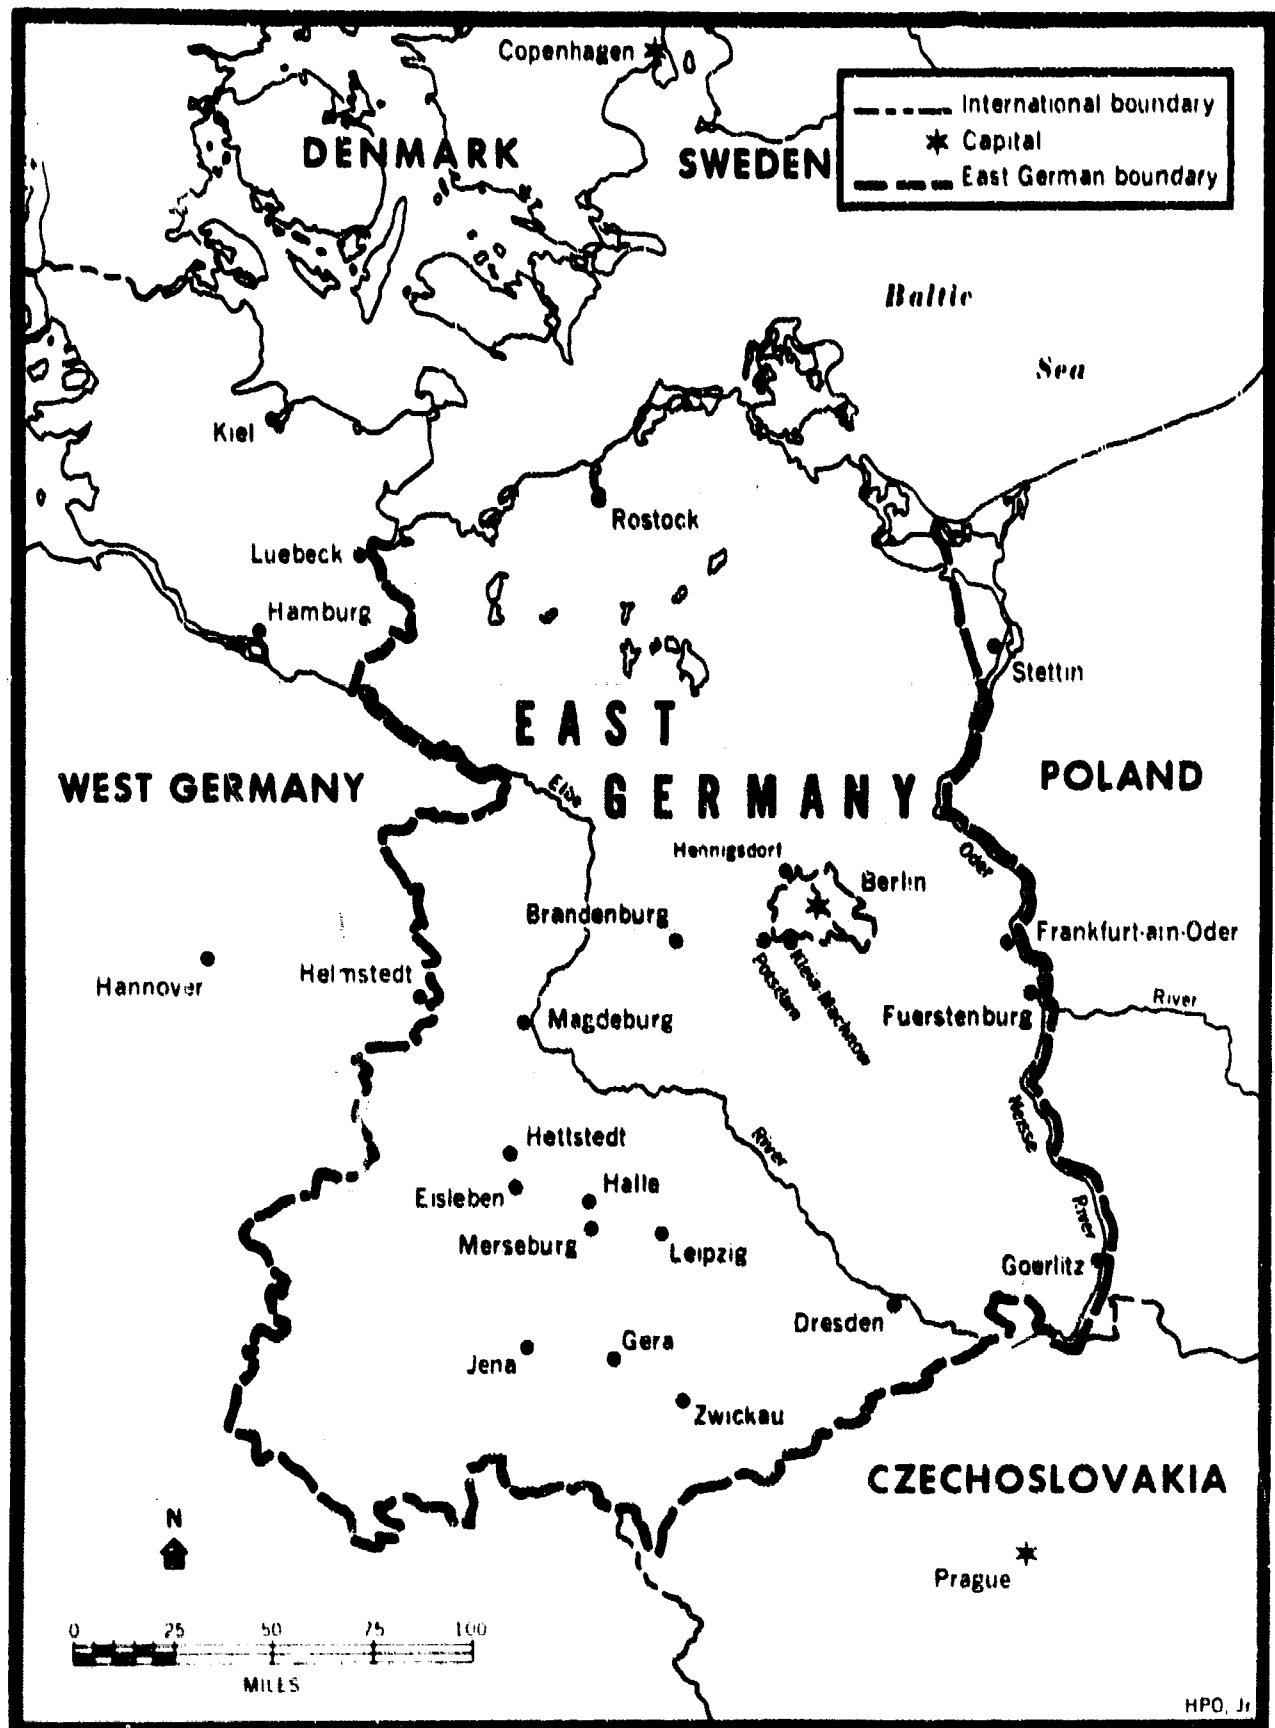 Copenhagen
International boundary
Capital
East German boundary
DENMARK
SWEDEN
Baltic
Sea
Kiel
Rostock
Luebeck
Hamburg
Stettin
EAST
GERMANY
WEST GERMANY
POLAND
Elbe
Hennigsdorf
Oder
Berlin
Brandenburg
Frankfurt-am-Oder
Hannover
Helmstedt
Potsdam
Klein-Machnow
River
Magdeburg
Fuerstenburg
Neisse
Hettstedt
River
Eisleben
Halle
River
Merseburg
Leipzig
Goerlitz
Dresden
Jena
Gera
Zwickau
CZECHOSLOVAKIA
N
Prague
0 25 50 75 100
MILES
HPO, Jr